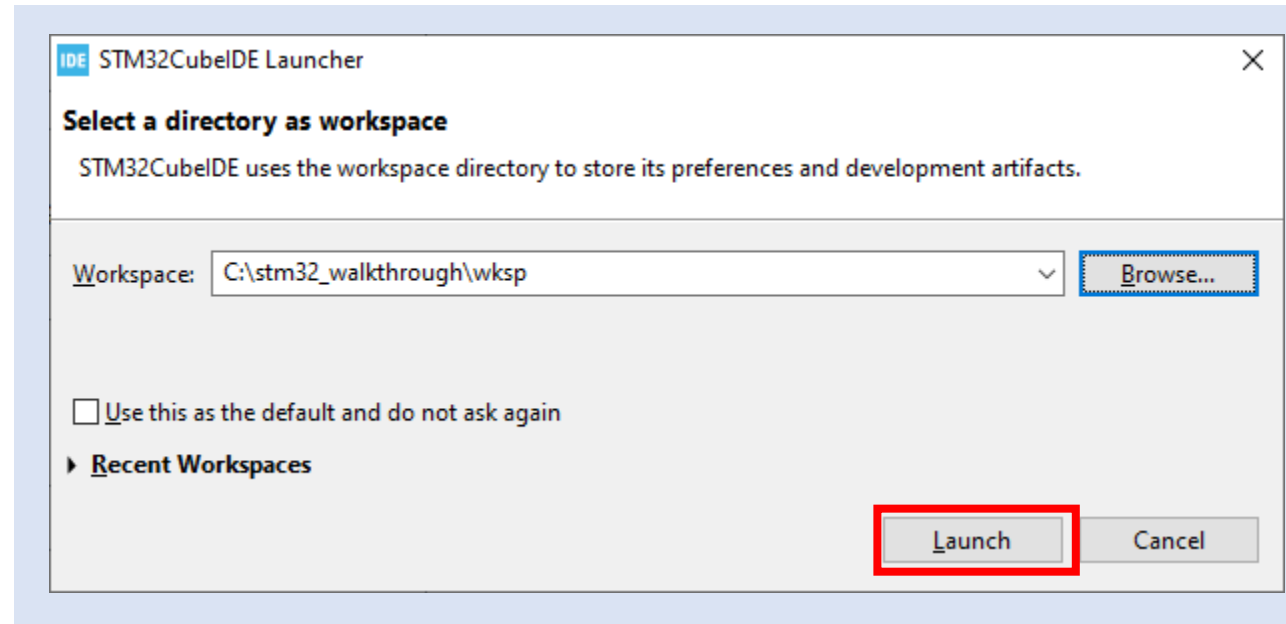 IDE STM32CubeIDE Launcher
Select a directory as workspace
STM32CubeIDE uses the workspace directory to store its preferences and development artifacts.
Workspace: C:\stm32_walkthrough\wksp Browse...
Use this as the default and do not ask again
Recent Workspaces
Launch Cancel